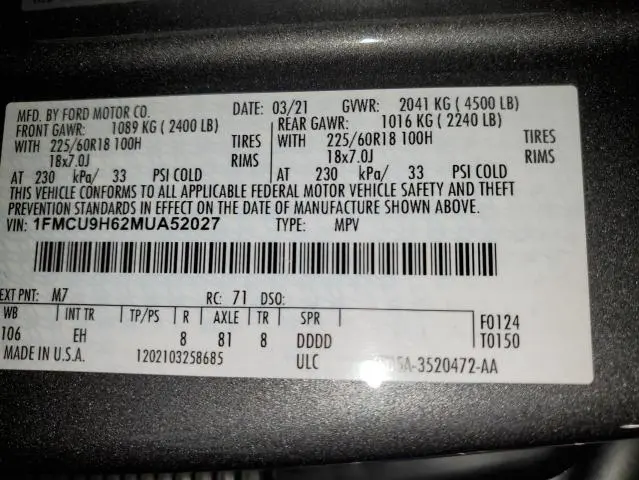 MFD. BY FORD MOTOR CO. DATE: 03/21 GVWR: 2041 KG ( 4500 LB)
FRONT GAWR: 1089 KG ( 2400 LB) REAR GAWR: 1016 KG ( 2240 LB)
WITH 225/60R18 100H TIRES WITH 225/60R18 100H TIRES
18x7.0J RIMS 18x7.0J RIMS
AT 230 kPa/ 33 PSI COLD AT 230 kPa/ 33 PSI COLD
THIS VEHICLE CONFORMS TO ALL APPLICABLE FEDERAL MOTOR VEHICLE SAFETY AND THEFT
PREVENTION STANDARDS IN EFFECT ON THE DATE OF MANUFACTURE SHOWN ABOVE.
VIN: 1FMCU9H62MUA52027 TYPE: MPV
EXT PNT: M7 RC: 71 DSO:
WB INT TR TP/PS R AXLE TR SPR F0124
106 EH 8 81 8 DDDD T0150
MADE IN U.S.A. 1202103258685 ULC -3520472-AA